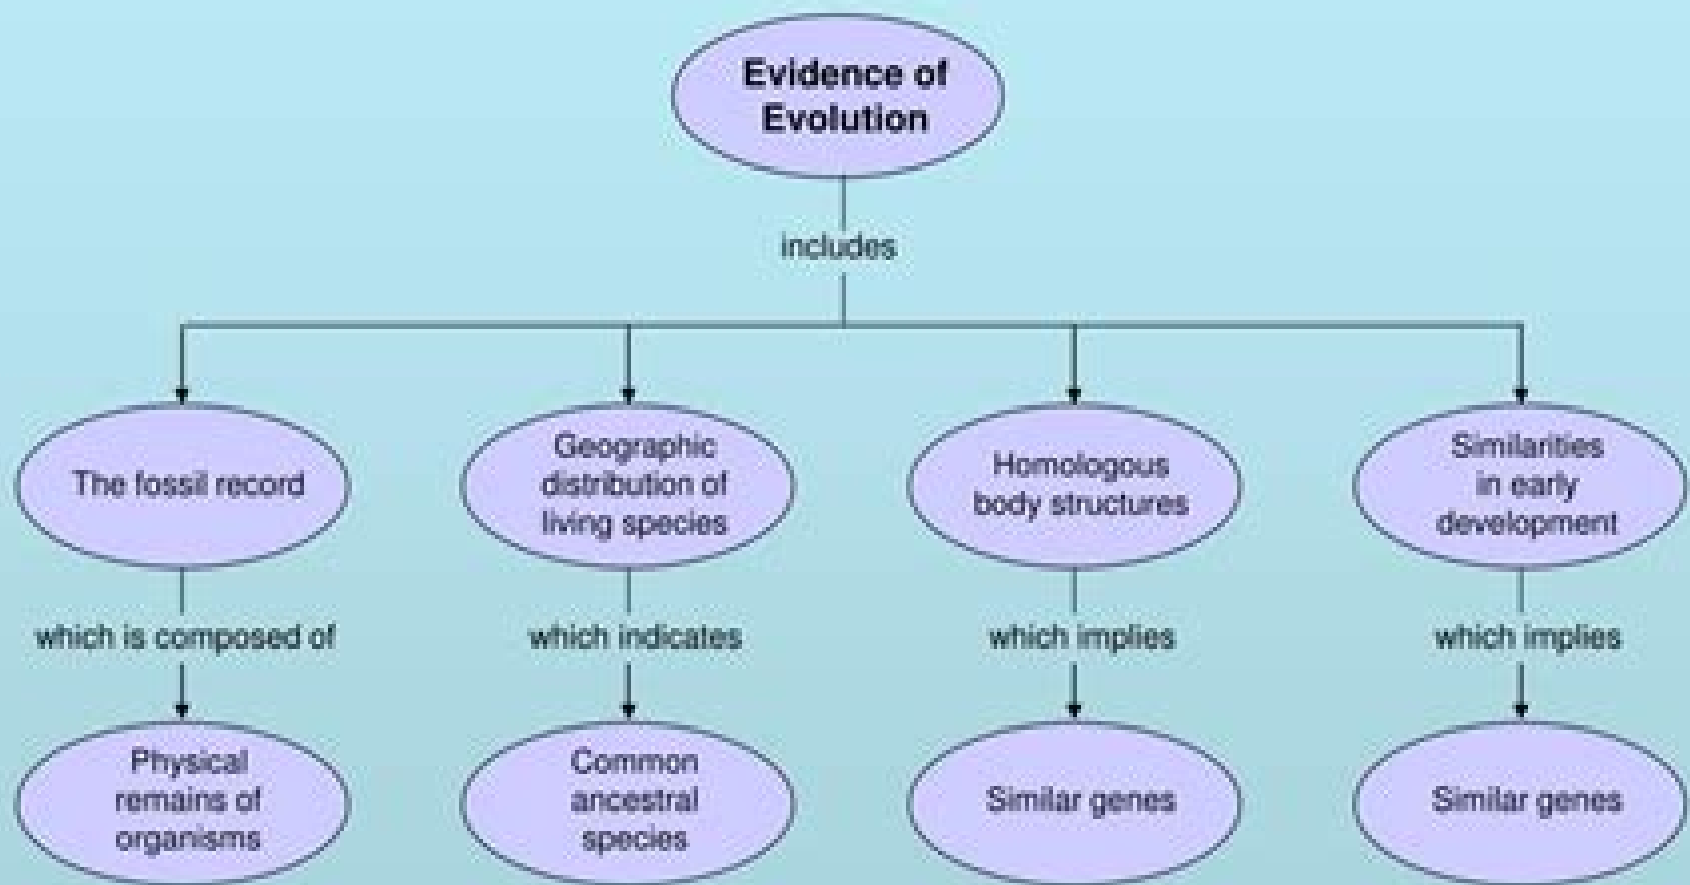 Evidence of
Evolution
includes
The fossil record
Geographic
distribution of
living species
Homologous
body structures
Similarities
in early
development
which is composed of
which indicates
which implies
which implies
Physical
remains of
organisms
Common
ancestral
species
Similar genes
Similar genes